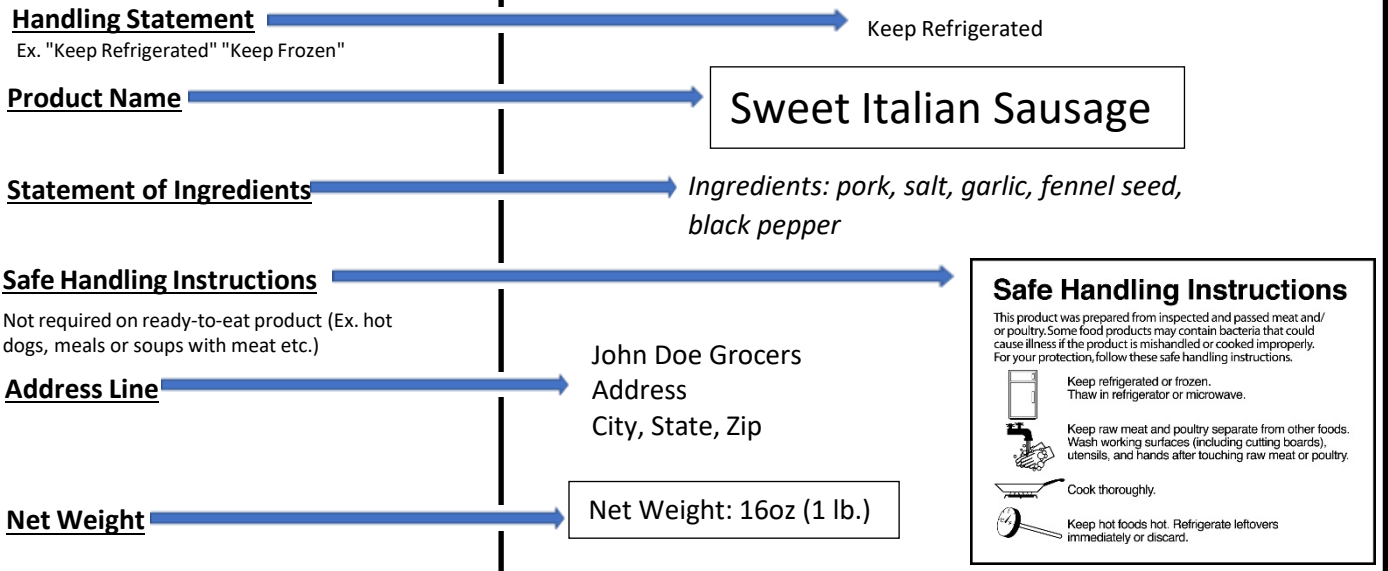 Handling Statement
Keep Refrigerated
Ex. "Keep Refrigerated" "Keep Frozen"
Product Name
Sweet Italian Sausage
Statement of Ingredients
Ingredients: pork, salt, garlic, fennel seed,
black pepper
Safe Handling Instructions
Not required on ready-to-eat product (Ex. hot
dogs, meals or soups with meat etc.)
Safe Handling Instructions
This product was prepared from inspected and passed meat and/
or poultry. Some food products may contain bacteria that could
cause illness if the product is mishandled or cooked improperly.
For your protection, follow these safe handling instructions.
Keep refrigerated or frozen.
Thaw in refrigerator or microwave.
Keep raw meat and poultry separate from other foods.
Wash working surfaces (including cutting boards),
utensils, and hands after touching raw meat or poultry.
Cook thoroughly.
Keep hot foods hot. Refrigerate leftovers
immediately or discard.
Address Line
John Doe Grocers
Address
City, State, Zip
Net Weight
Net Weight: 16oz (1 lb.)